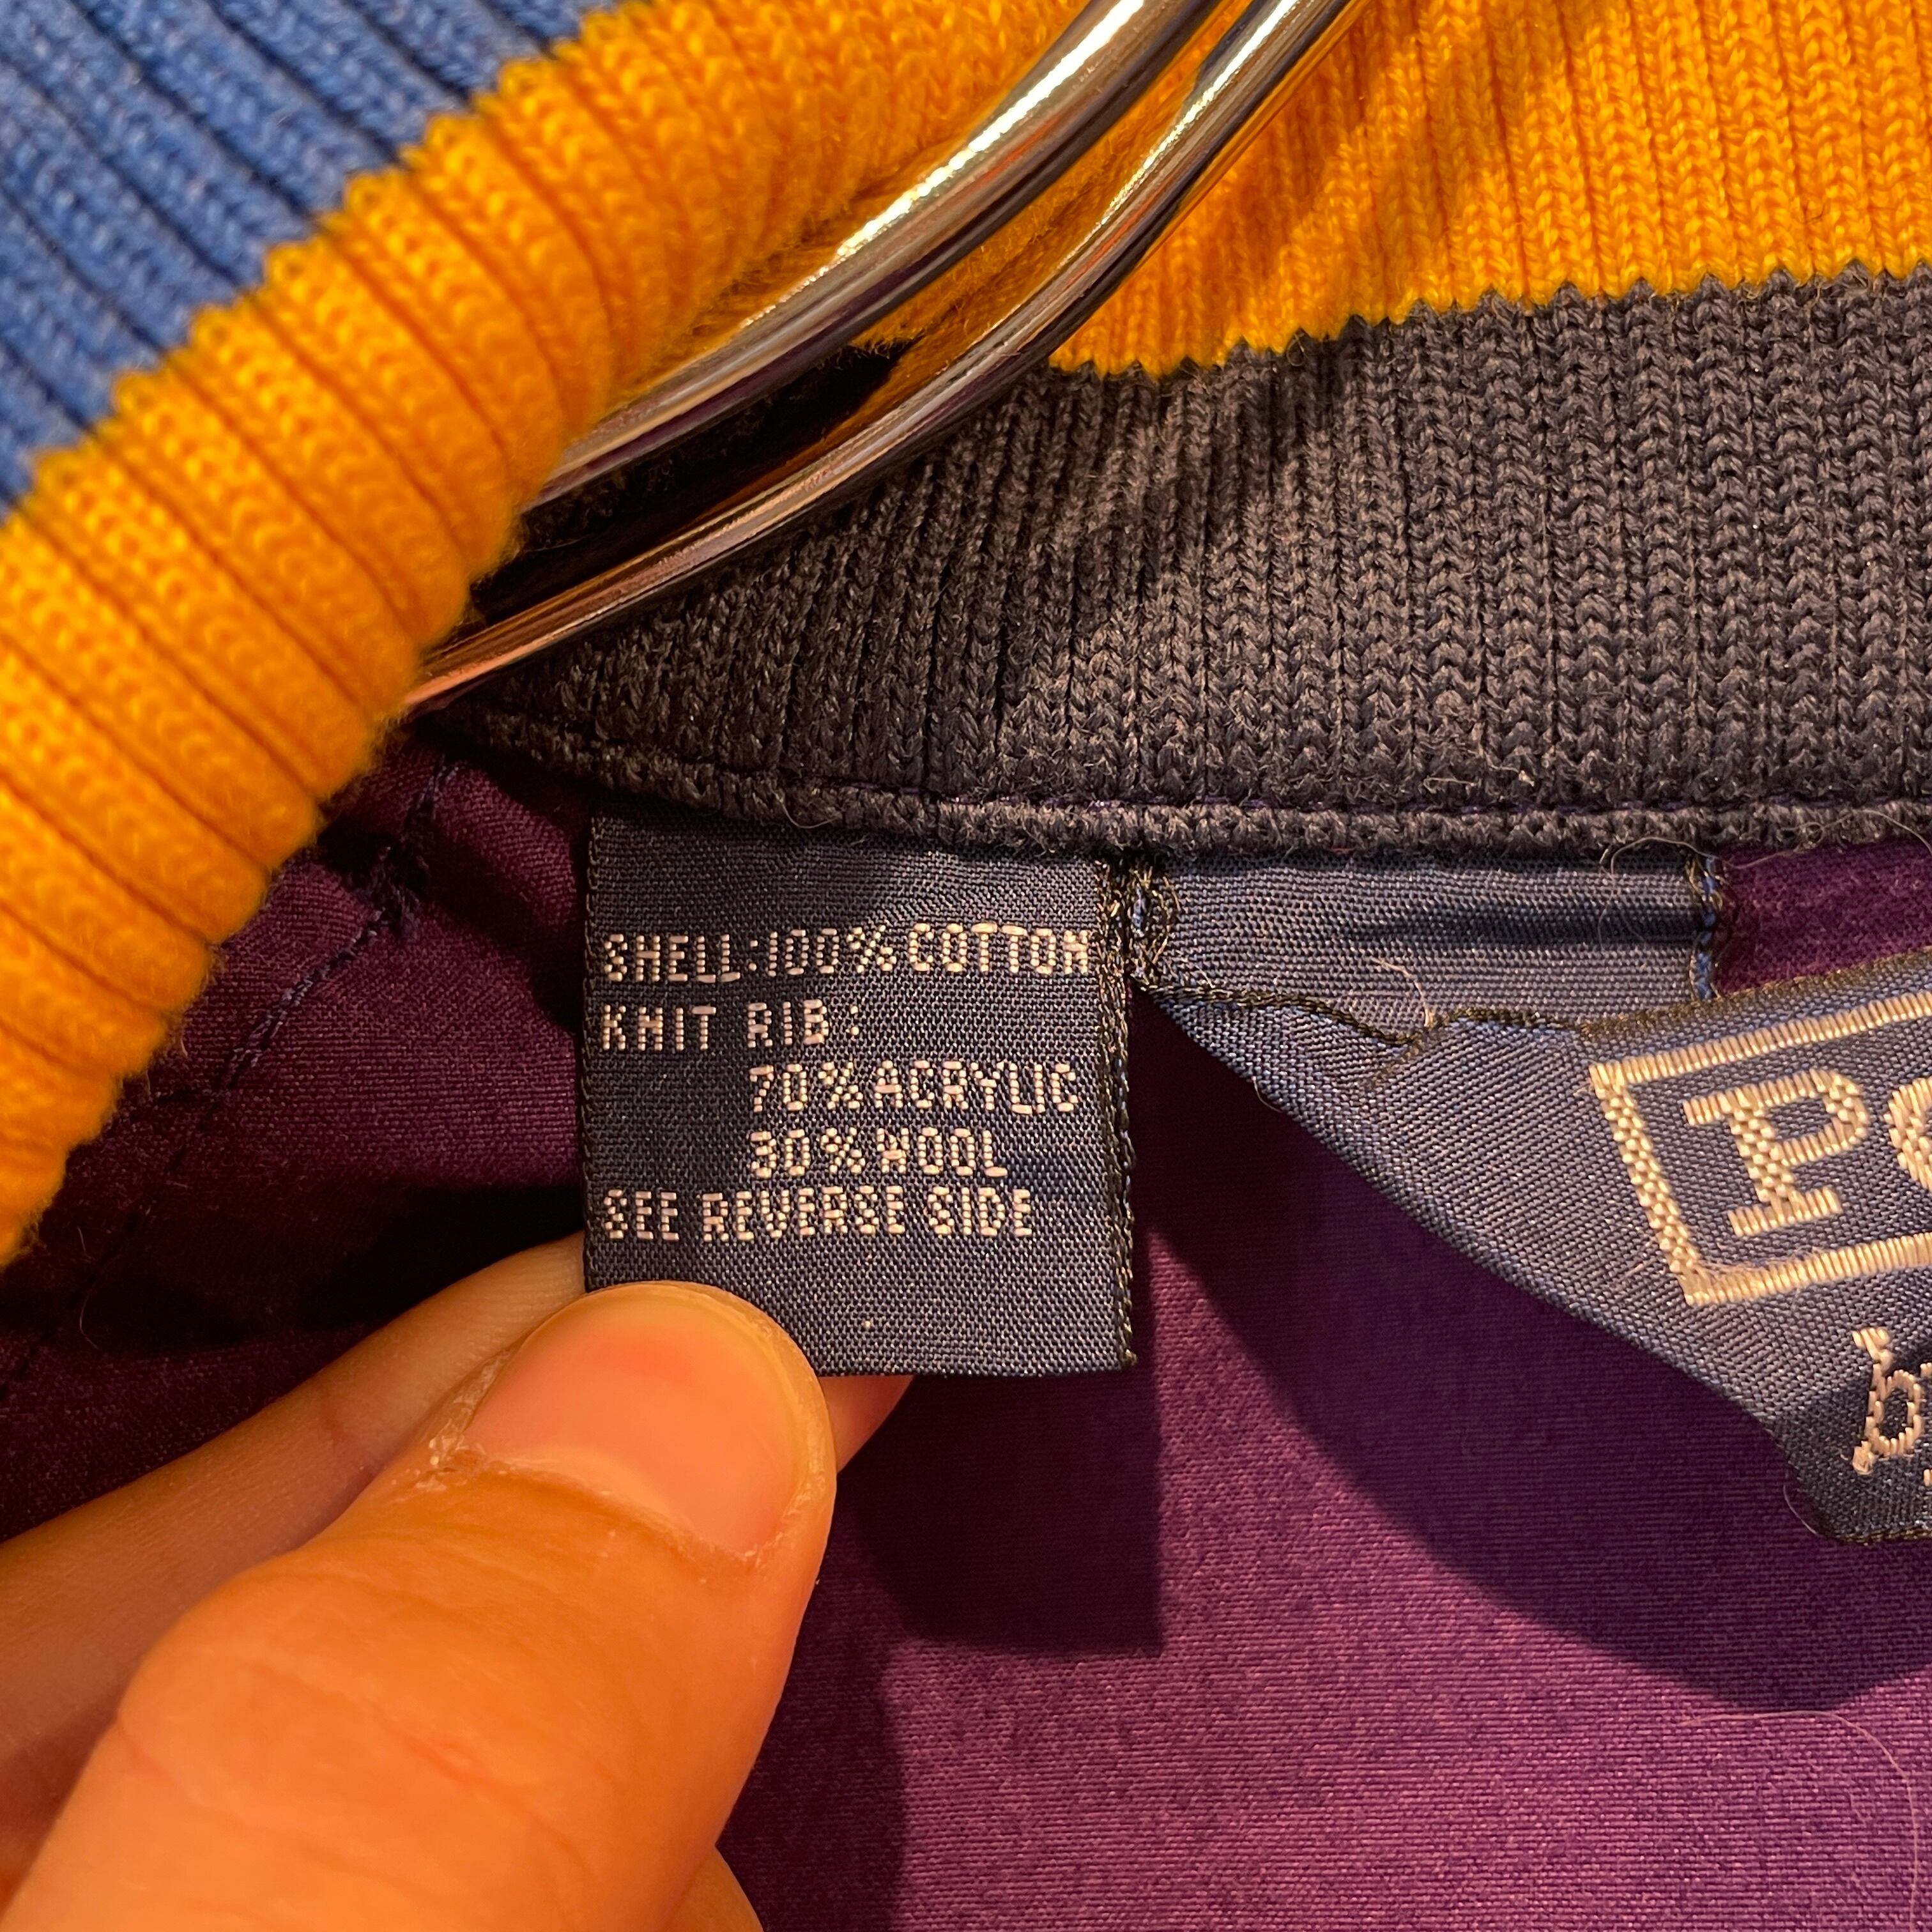 SHELL:100%COTTON
KNIT RIB:
70%ACRYLIC
30%WOOL
SEE REVERSE SIDE